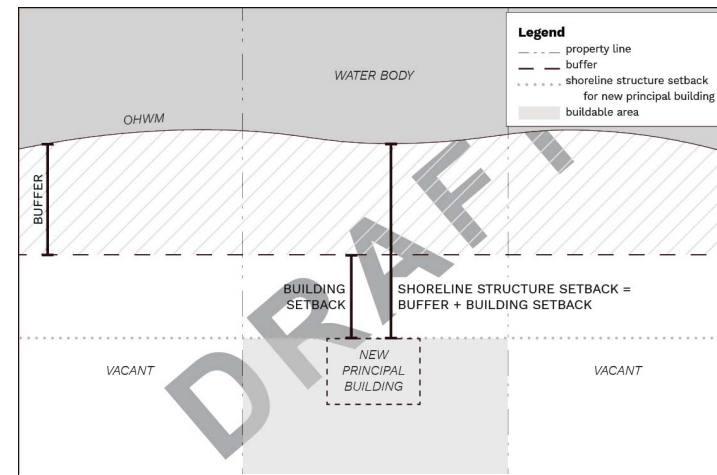 Legend
property line
buffer
shoreline structure setback
for new principal building
buildable area
WATER BODY
OHWM
BUFFER
BUILDING
SETBACK
SHORELINE STRUCTURE SETBACK =
BUFFER + BUILDING SETBACK
VACANT
NEW
PRINCIPAL
BUILDING
VACANT
DRAFT